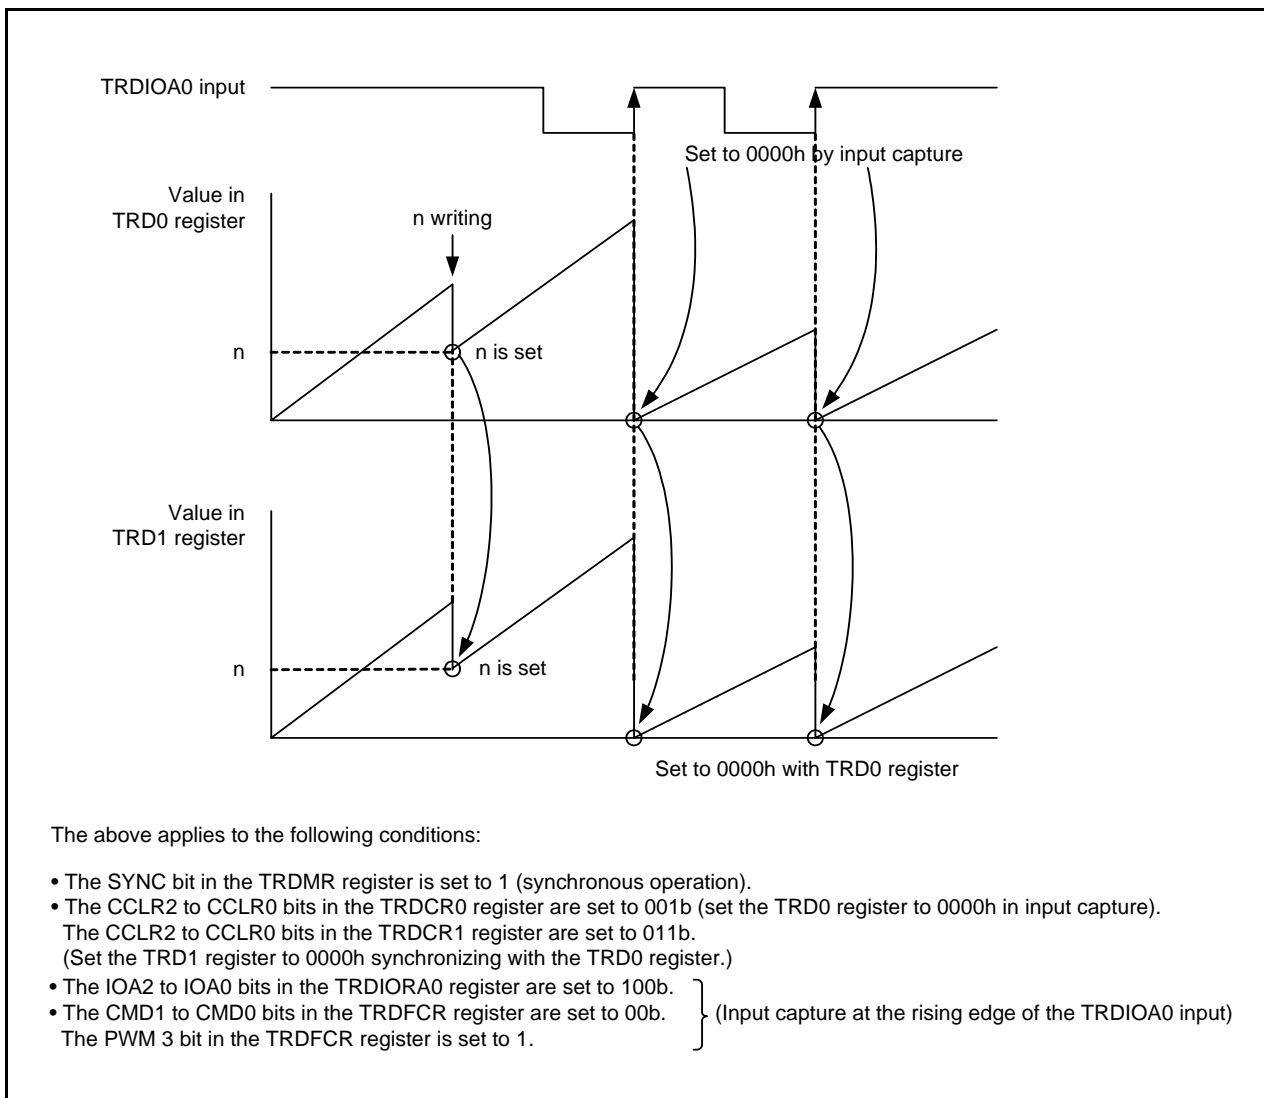 TRDIOA0 input
Set to 0000h by input capture
Value in
TRD0 register
n writing
n
n is set
Value in
TRD1 register
n
n is set
Set to 0000h with TRD0 register
The above applies to the following conditions:
• The SYNC bit in the TRDMR register is set to 1 (synchronous operation).
• The CCLR2 to CCLR0 bits in the TRDCR0 register are set to 001b (set the TRD0 register to 0000h in input capture).
The CCLR2 to CCLR0 bits in the TRDCR1 register are set to 011b.
(Set the TRD1 register to 0000h synchronizing with the TRD0 register.)
• The IOA2 to IOA0 bits in the TRDIORA0 register are set to 100b.
• The CMD1 to CMD0 bits in the TRDFCR register are set to 00b.
(Input capture at the rising edge of the TRDIOA0 input)
The PWM 3 bit in the TRDFCR register is set to 1.